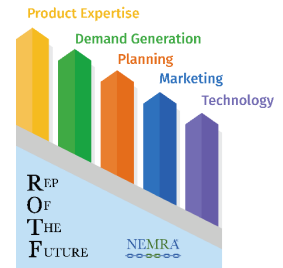 Product Expertise
Demand Generation
Planning
Marketing
Technology
REP
OF
THE
FUTURE
NEMRA